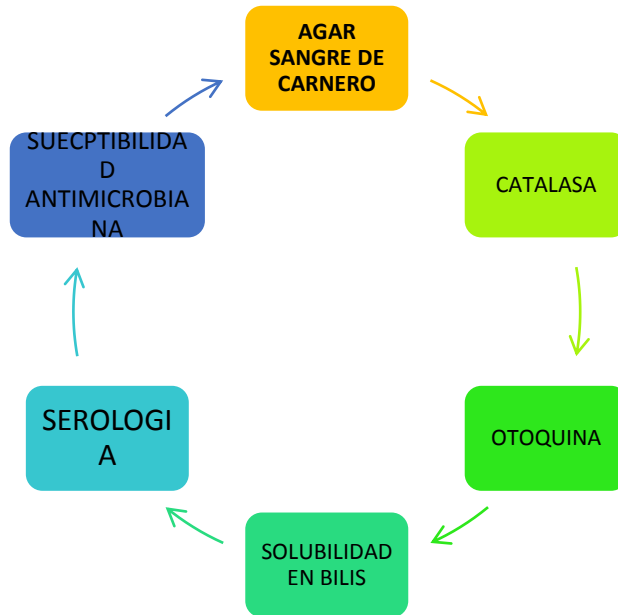 AGAR
SANGRE DE
CARNERO
CATALASA
OTOQUINA
SOLUBILIDAD
EN BILIS
SEROLOGI
A
SUECPTIBILIDA
D
ANTIMICROBIA
NA